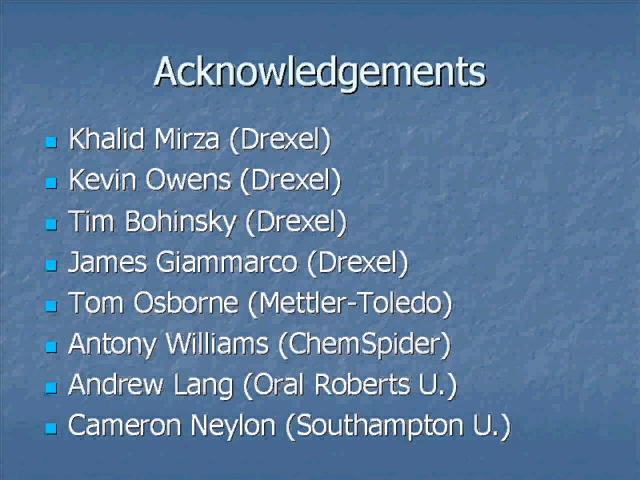 Acknowledgements
Khalid Mirza (Drexel)
Kevin Owens (Drexel)
Tim Bohinsky (Drexel)
James Giammarco (Drexel)
Tom Osborne (Mettler-Toledo)
Antony Williams (ChemSpider)
Andrew Lang (Oral Roberts U.)
Cameron Neylon (Southampton U.)